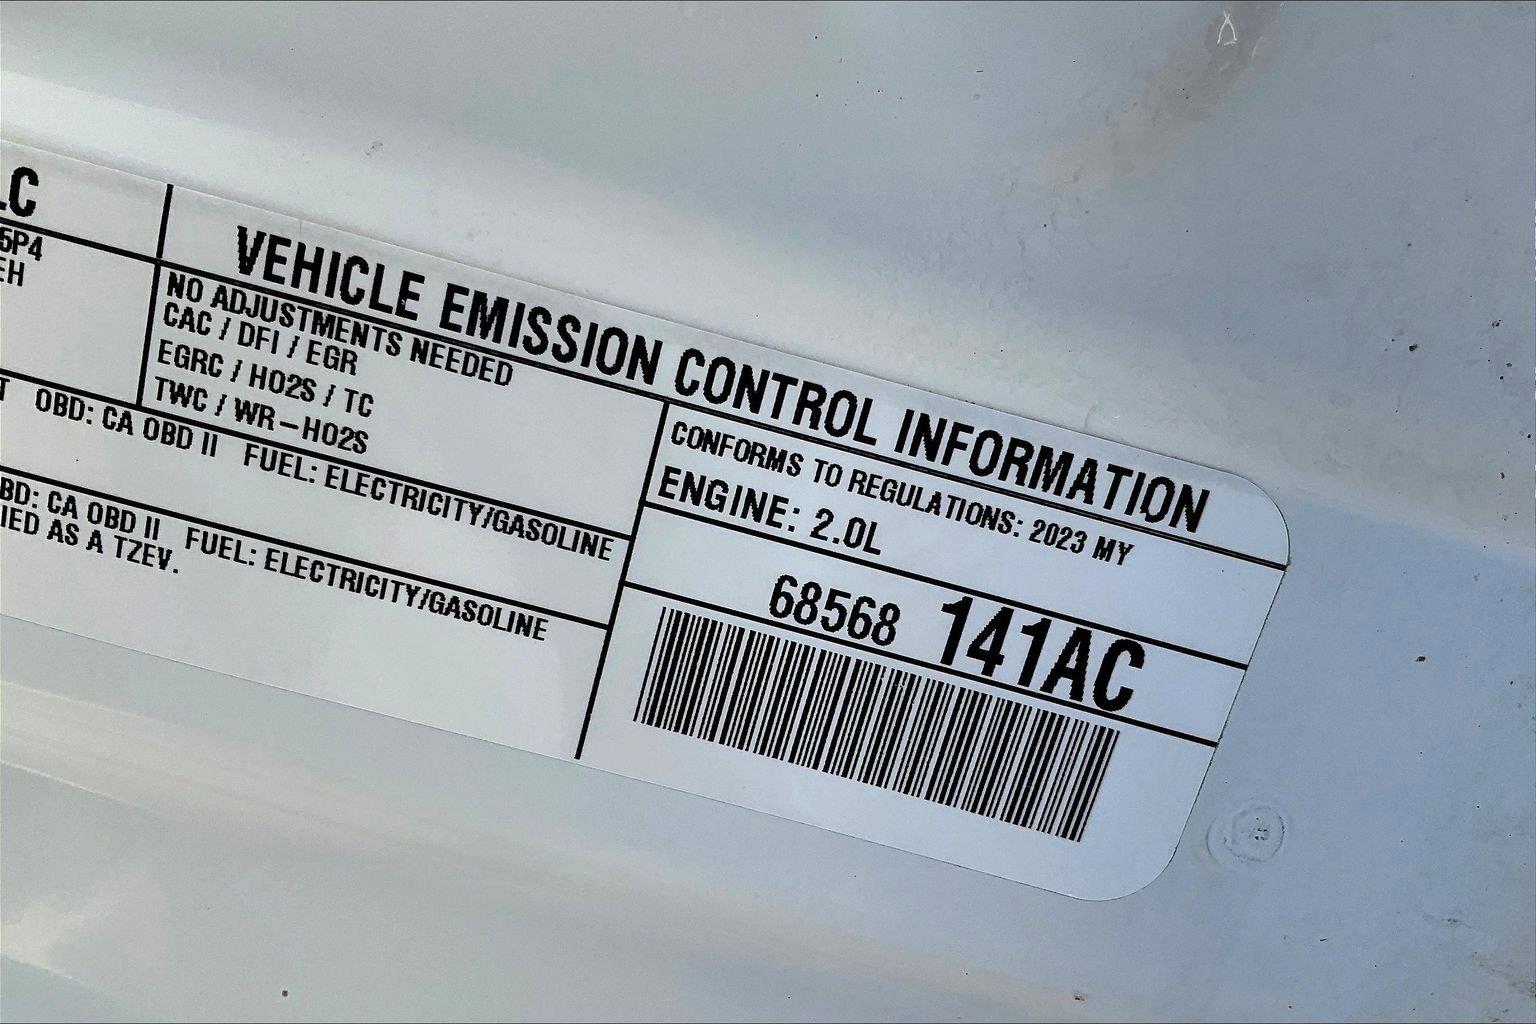 LC
5P4
EH
VEHICLE EMISSION CONTROL INFORMATION
NO ADJUSTMENTS NEEDED
CAC / DFI / EGR
EGRC / HO2S / TC
TWC / WR-HO2S
T OBD: CA OBD II FUEL: ELECTRICITY/GASOLINE
BD: CA OBD II FUEL: ELECTRICITY/GASOLINE
IED AS A TZEV.
CONFORMS TO REGULATIONS: 2023 MY
ENGINE: 2.0L
68568 141AC